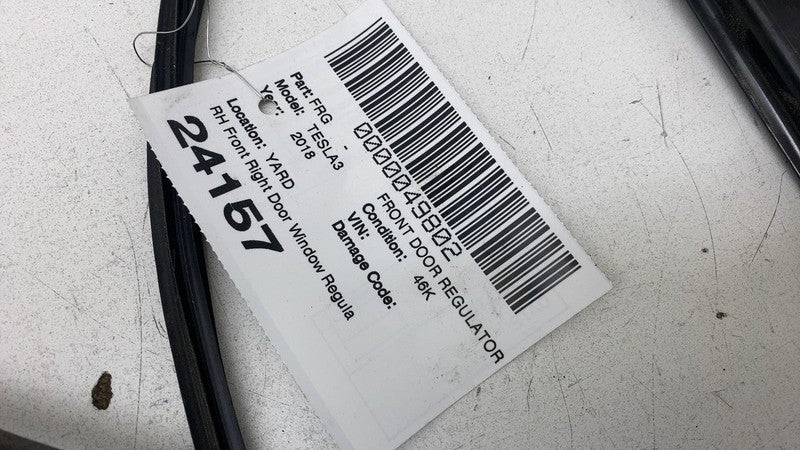 0000049802
Part: FRG - FRONT DOOR REGULATOR
Model: TESLA3 Condition: 46K
Year: 2018 VIN:
Damage Code:
Location: YARD
RH Front Right Door Window Regula
24157